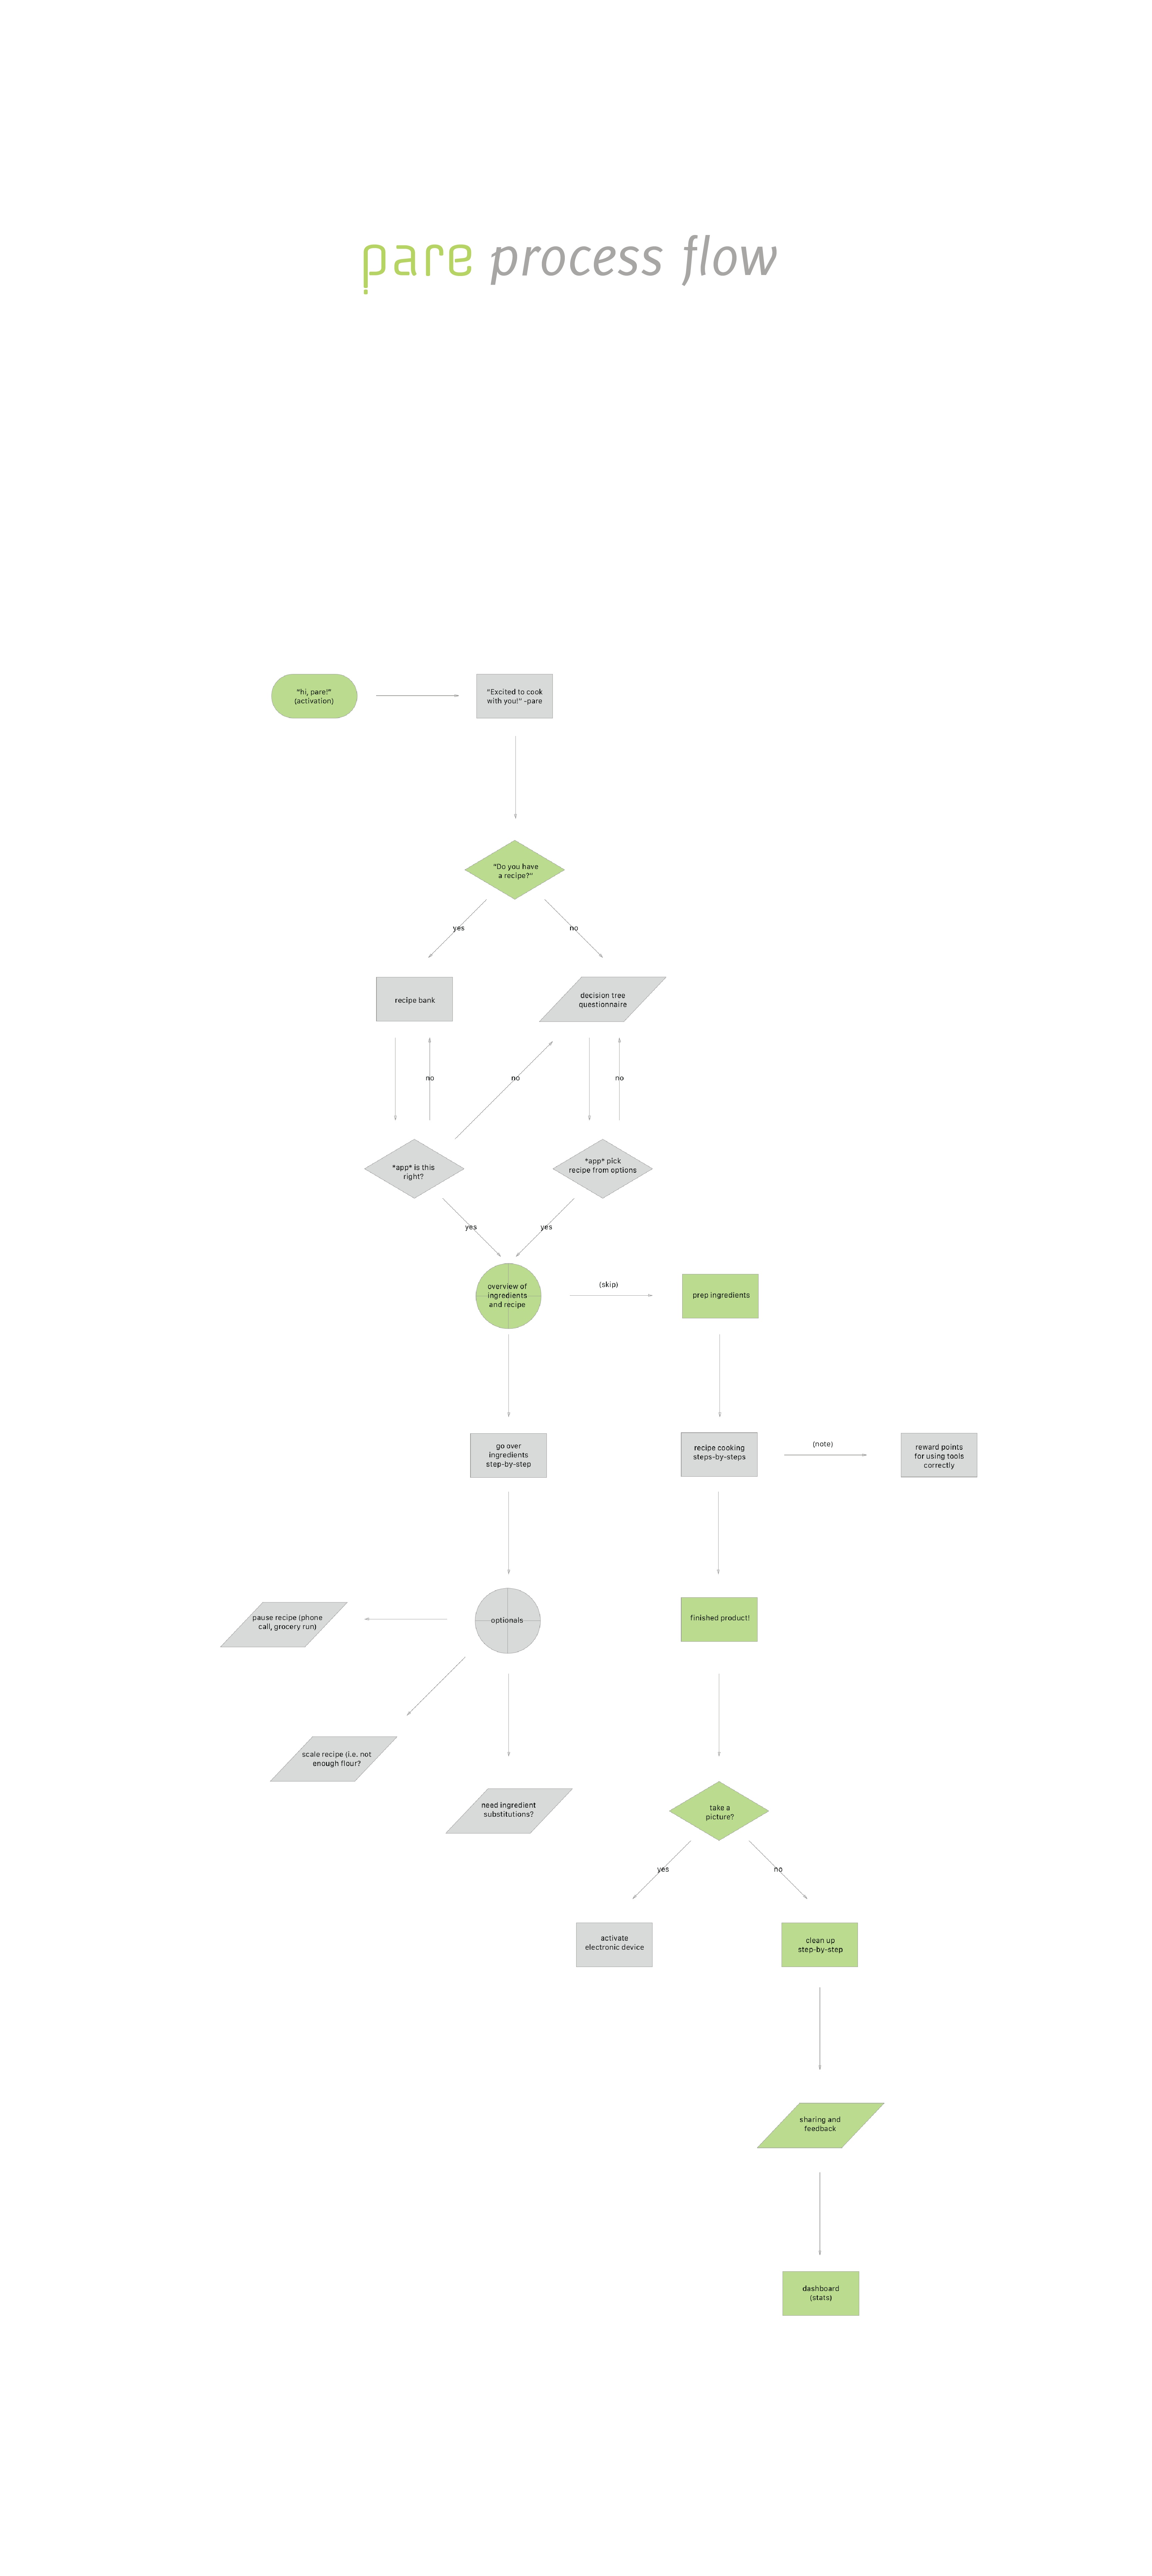 pare process flow
"hi, pare!"
(activation)
"Excited to cook
with you!" -pare
"Do you have
a recipe?"
yes
no
recipe bank
decision tree
questionnaire
no
no
no
*app* is this
right?
*app* pick
recipe from options
yes
yes
overview of
ingredients
and recipe
(skip)
prep ingredients
go over
ingredients
step-by-step
recipe cooking
steps-by-steps
(note)
reward points
for using tools
correctly
pause recipe (phone
call, grocery run)
optionals
finished product!
scale recipe (i.e. not
enough flour?
need ingredient
substitutions?
take a
picture?
yes
no
activate
electronic device
clean up
step-by-step
sharing and
feedback
dashboard
(stats)